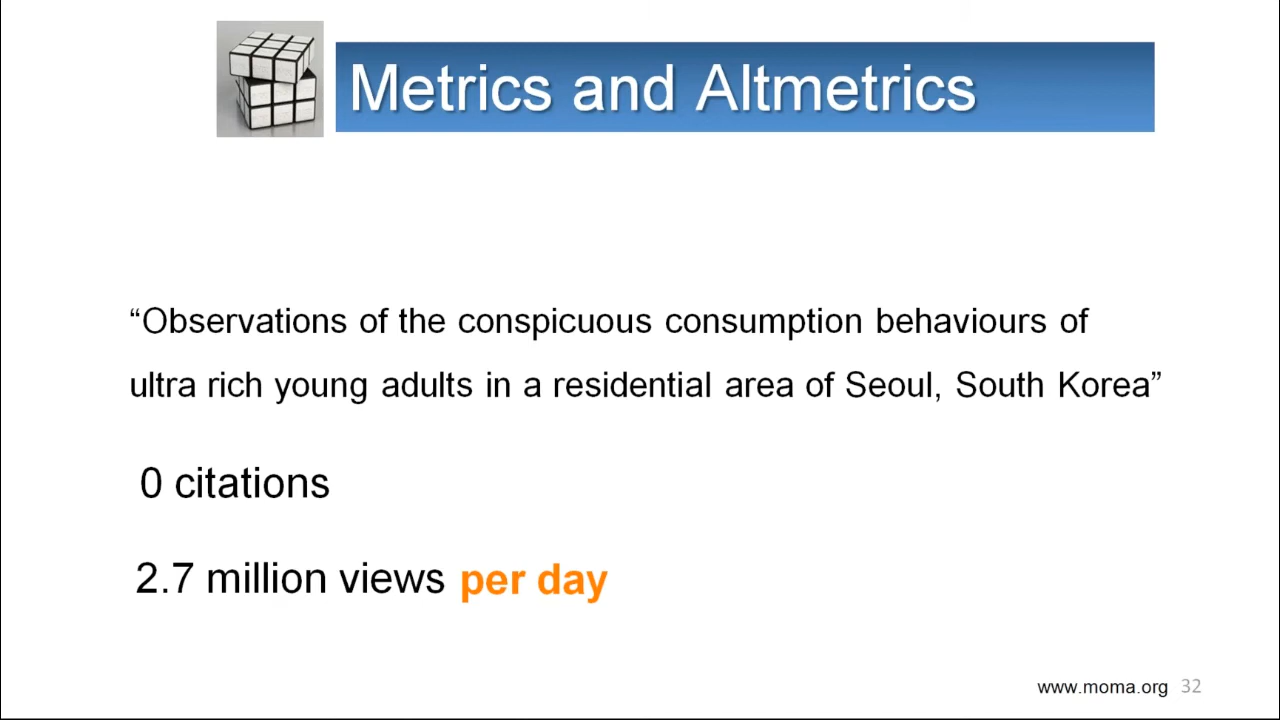 Metrics and Altmetrics
“Observations of the conspicuous consumption behaviours of
ultra rich young adults in a residential area of Seoul, South Korea”
0 citations
2.7 million views per day
www.moma.org 32